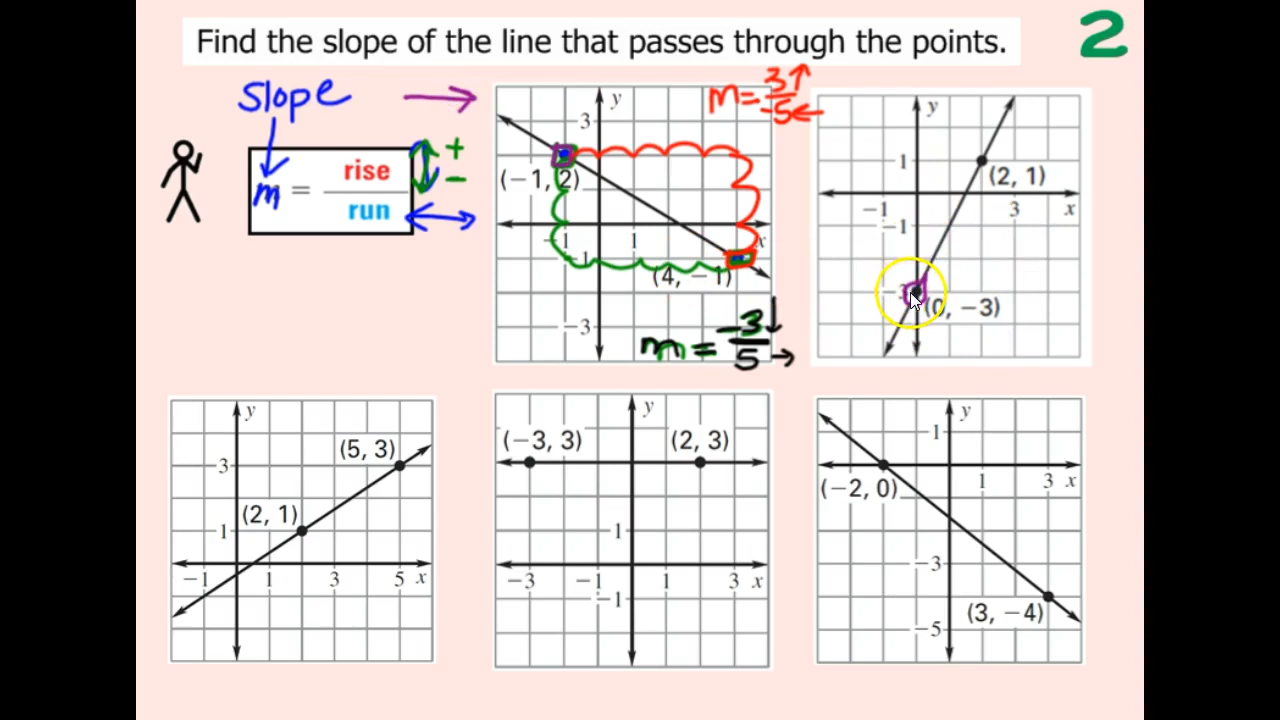 Find the slope of the line that passes through the points.
2
Slope
m = rise / run
+
−
y
3
(−1, 2)
−1
1
x
−1
(4, −1)
−3
m = 3 / −5
m = −3 / 5
y
1
(2, 1)
−1
3
x
−1
−3
(0, −3)
y
(5, 3)
3
(2, 1)
1
−1
1
3
5
x
y
(−3, 3)
(2, 3)
1
−3
−1
1
3
x
−1
y
1
(−2, 0)
1
3
x
−3
(3, −4)
−5